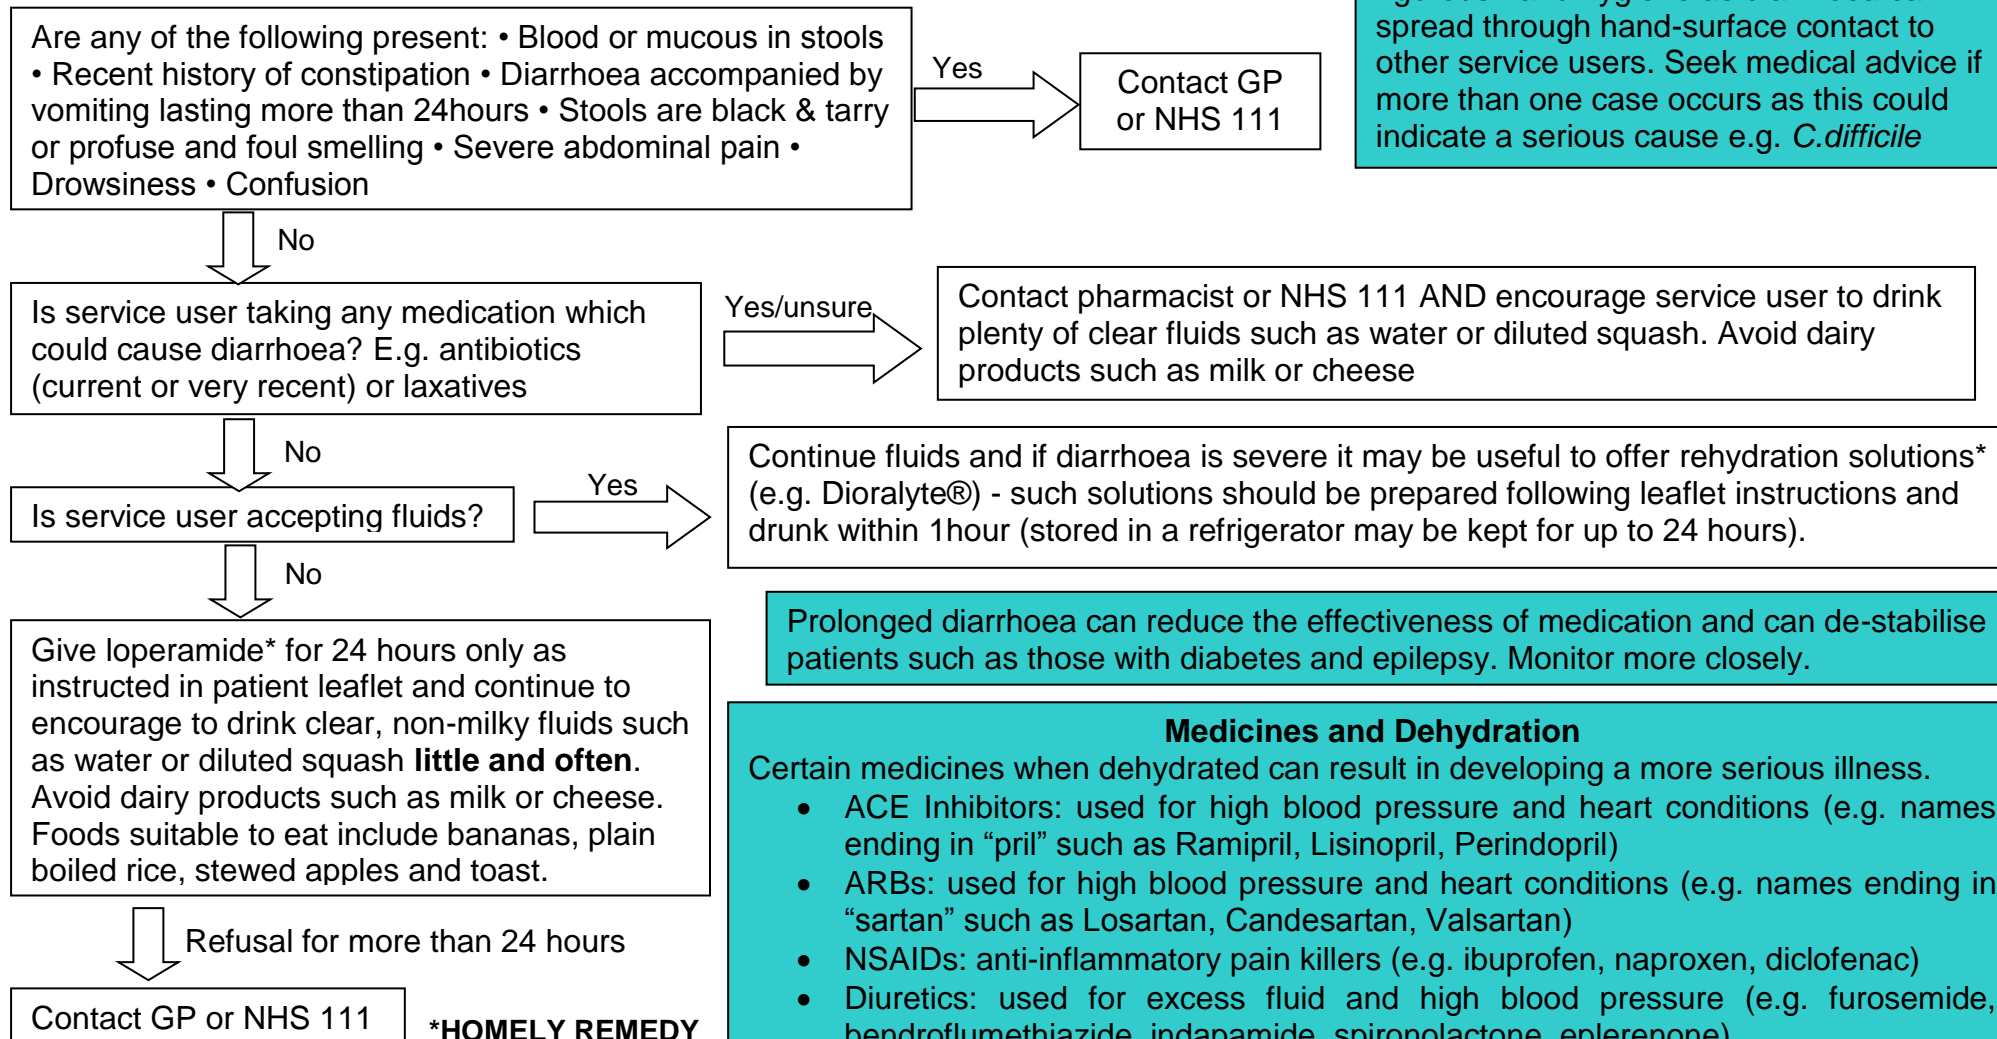 Are any of the following present: • Blood or mucous in stools
• Recent history of constipation • Diarrhoea accompanied by
vomiting lasting more than 24hours • Stools are black & tarry
or profuse and foul smelling • Severe abdominal pain •
Drowsiness • Confusion
Yes
Contact GP
or NHS 111
spread through hand-surface contact to
other service users. Seek medical advice if
more than one case occurs as this could
indicate a serious cause e.g. C.difficile
No
Is service user taking any medication which
could cause diarrhoea? E.g. antibiotics
(current or very recent) or laxatives
Yes/unsure
Contact pharmacist or NHS 111 AND encourage service user to drink
plenty of clear fluids such as water or diluted squash. Avoid dairy
products such as milk or cheese
No
Is service user accepting fluids?
Yes
Continue fluids and if diarrhoea is severe it may be useful to offer rehydration solutions*
(e.g. Dioralyte®) - such solutions should be prepared following leaflet instructions and
drunk within 1hour (stored in a refrigerator may be kept for up to 24 hours).
No
Give loperamide* for 24 hours only as
instructed in patient leaflet and continue to
encourage to drink clear, non-milky fluids such
as water or diluted squash little and often.
Avoid dairy products such as milk or cheese.
Foods suitable to eat include bananas, plain
boiled rice, stewed apples and toast.
Refusal for more than 24 hours
Contact GP or NHS 111
*HOMELY REMEDY
Prolonged diarrhoea can reduce the effectiveness of medication and can de-stabilise
patients such as those with diabetes and epilepsy. Monitor more closely.
Medicines and Dehydration
Certain medicines when dehydrated can result in developing a more serious illness.
• ACE Inhibitors: used for high blood pressure and heart conditions (e.g. names
ending in “pril” such as Ramipril, Lisinopril, Perindopril)
• ARBs: used for high blood pressure and heart conditions (e.g. names ending in
“sartan” such as Losartan, Candesartan, Valsartan)
• NSAIDs: anti-inflammatory pain killers (e.g. ibuprofen, naproxen, diclofenac)
• Diuretics: used for excess fluid and high blood pressure (e.g. furosemide,
bendroflumethiazide, indapamide, spironolactone, eplerenone)